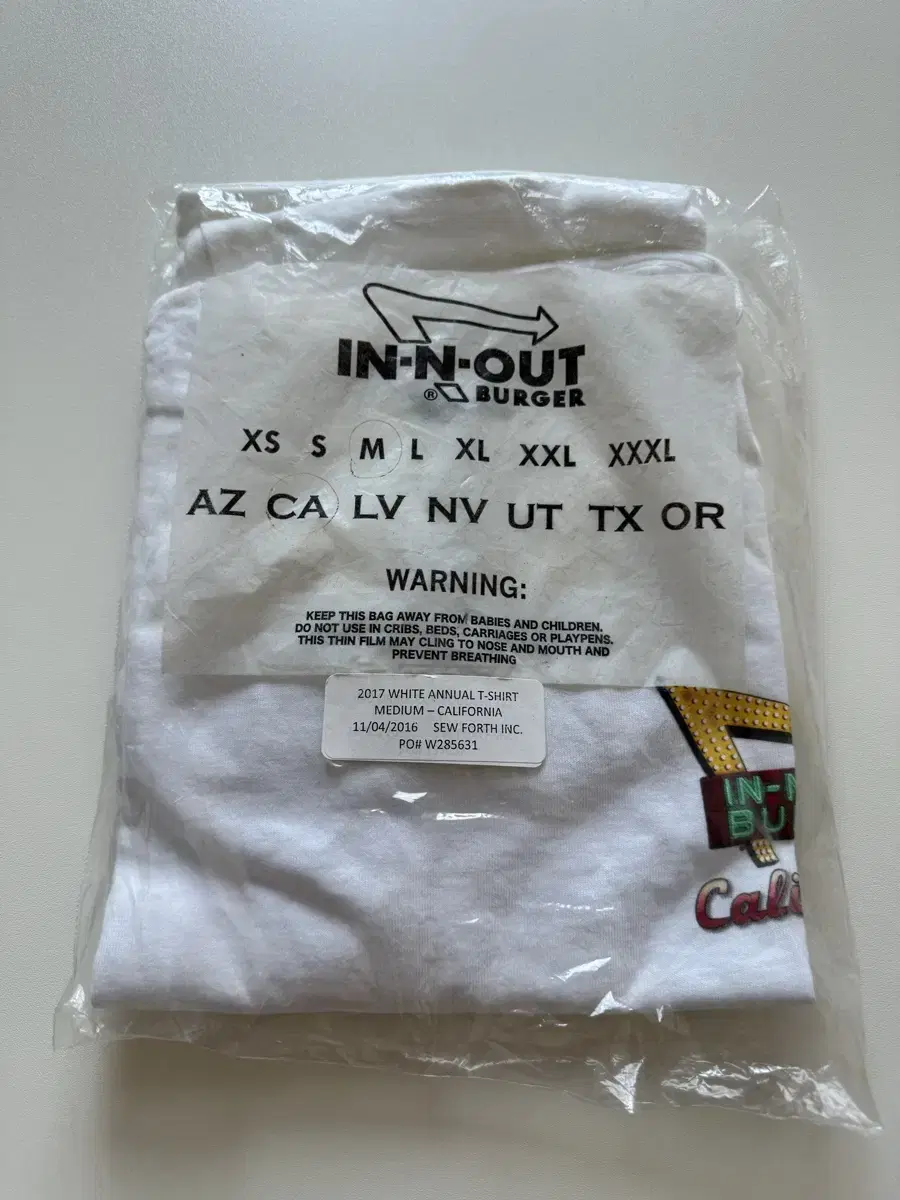 IN-N-OUT
® BURGER
XS S M L XL XXL XXXL
AZ CA LV NV UT TX OR
WARNING:
KEEP THIS BAG AWAY FROM BABIES AND CHILDREN.
DO NOT USE IN CRIBS, BEDS, CARRIAGES OR PLAYPENS.
THIS THIN FILM MAY CLING TO NOSE AND MOUTH AND
PREVENT BREATHING
2017 WHITE ANNUAL T-SHIRT
MEDIUM – CALIFORNIA
11/04/2016 SEW FORTH INC.
PO# W285631
IN-N
BU
Cali